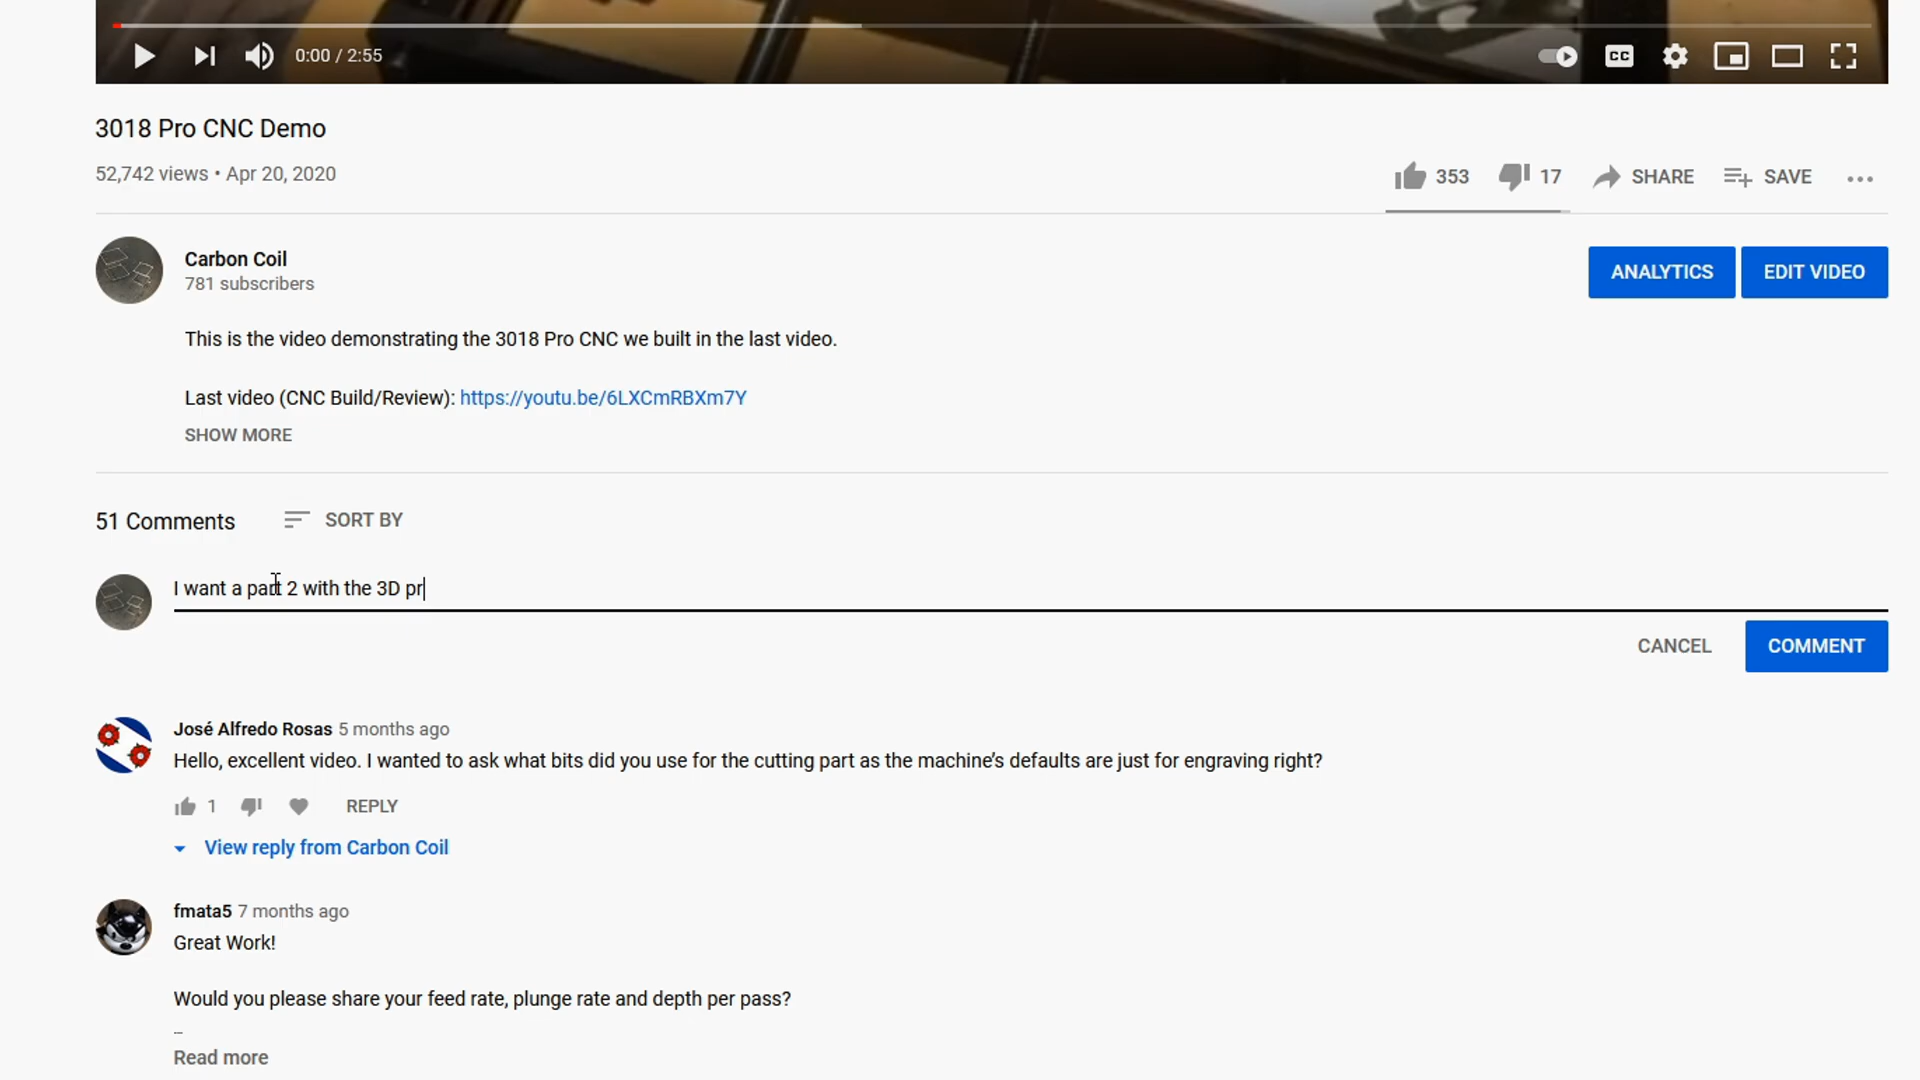 0:00 / 2:55
CC
3018 Pro CNC Demo
52,742 views • Apr 20, 2020
353
17
SHARE
SAVE
Carbon Coil
781 subscribers
ANALYTICS
EDIT VIDEO
This is the video demonstrating the 3018 Pro CNC we built in the last video.
Last video (CNC Build/Review): https://youtu.be/6LXCmRBXm7Y
SHOW MORE
51 Comments
SORT BY
I want a part 2 with the 3D pr
CANCEL
COMMENT
José Alfredo Rosas 5 months ago
Hello, excellent video. I wanted to ask what bits did you use for the cutting part as the machine’s defaults are just for engraving right?
1
REPLY
View reply from Carbon Coil
fmata5 7 months ago
Great Work!
Would you please share your feed rate, plunge rate and depth per pass?
...
Read more